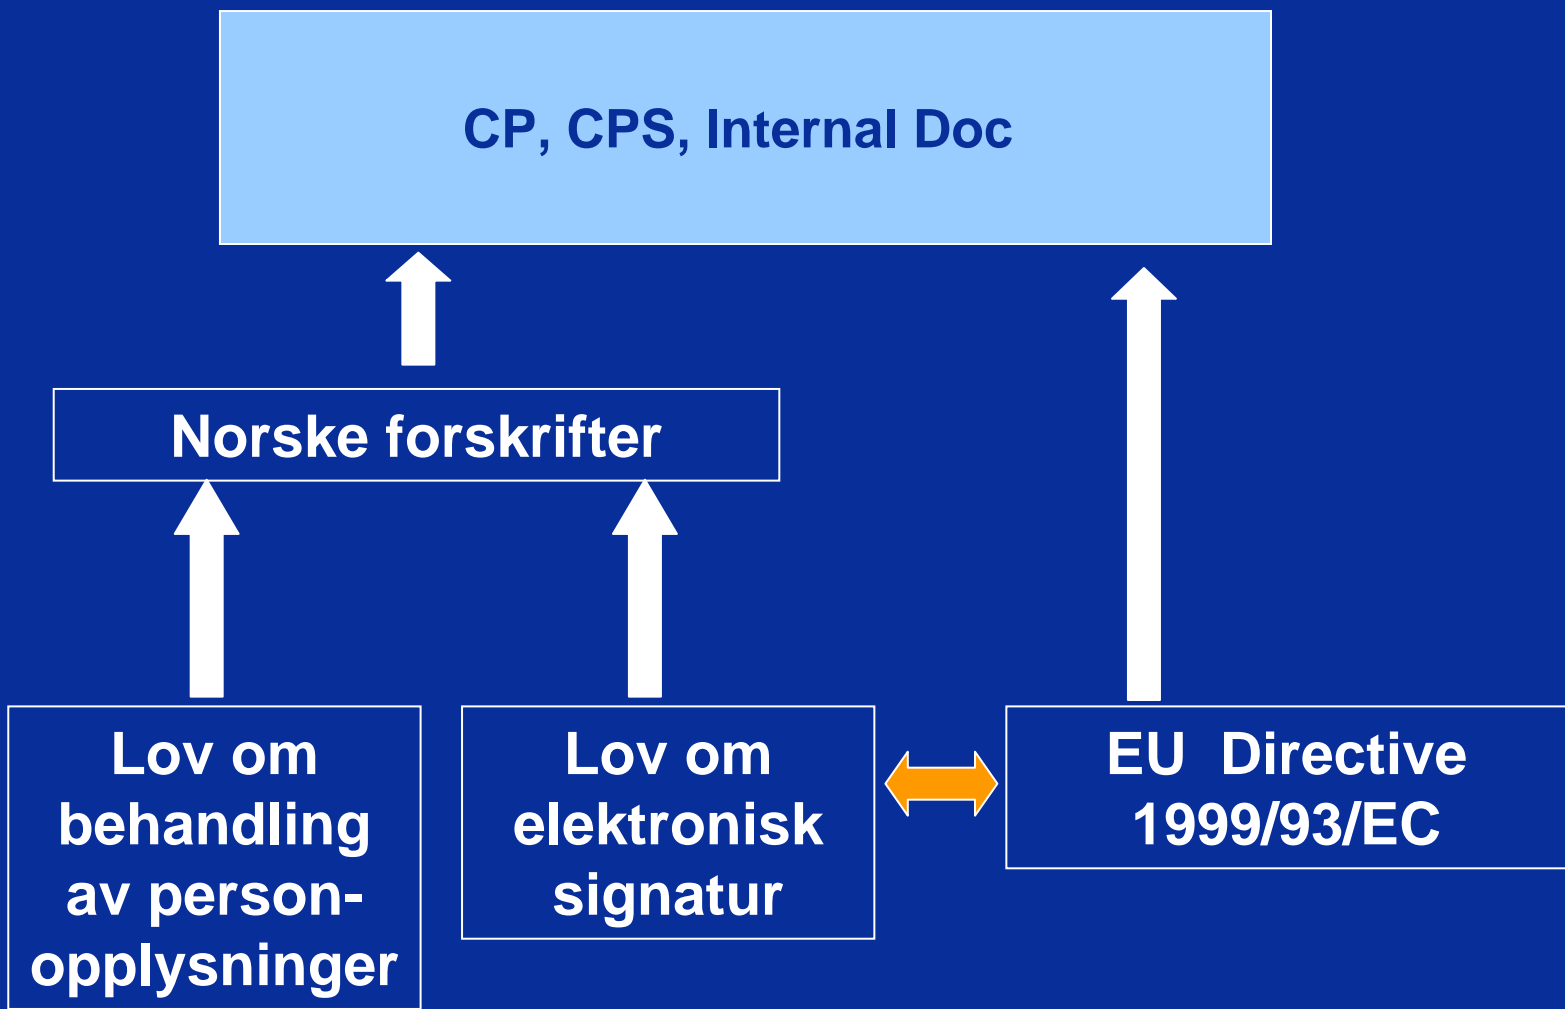 CP, CPS, Internal Doc
Norske forskrifter
Lov om
behandling
av person-
opplysninger
Lov om
elektronisk
signatur
EU Directive
1999/93/EC